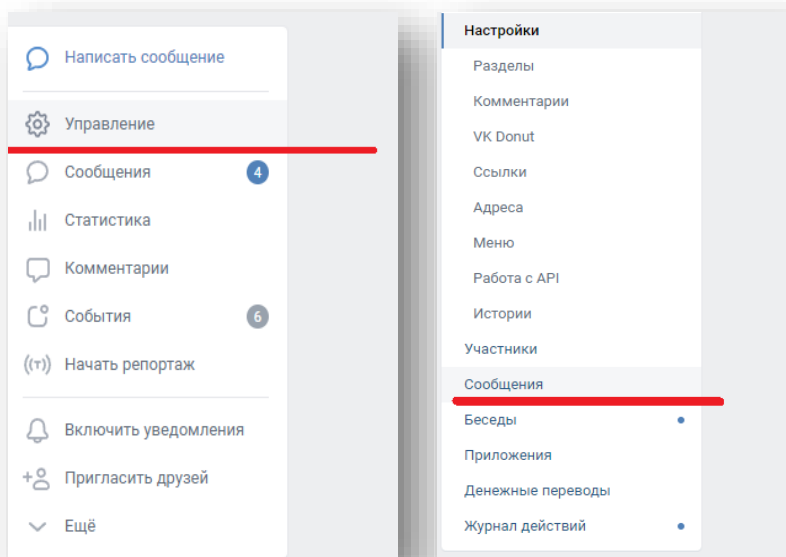 Написать сообщение
Управление
Сообщения 4
Статистика
Комментарии
События 6
((т)) Начать репортаж
Включить уведомления
Пригласить друзей
Ещё
Настройки
Разделы
Комментарии
VK Donut
Ссылки
Адреса
Меню
Работа с API
Истории
Участники
Сообщения
Беседы
Приложения
Денежные переводы
Журнал действий